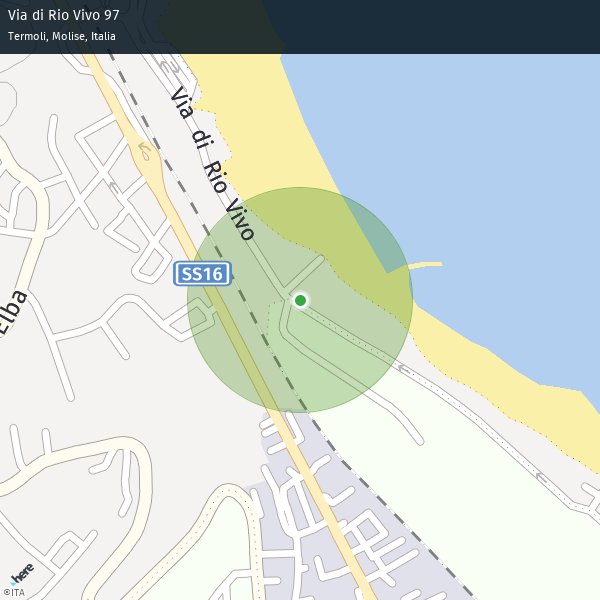 Via di Rio Vivo 97
Termoli, Molise, Italia
Via di Rio Vivo
SS16
Elba
here
©ITA